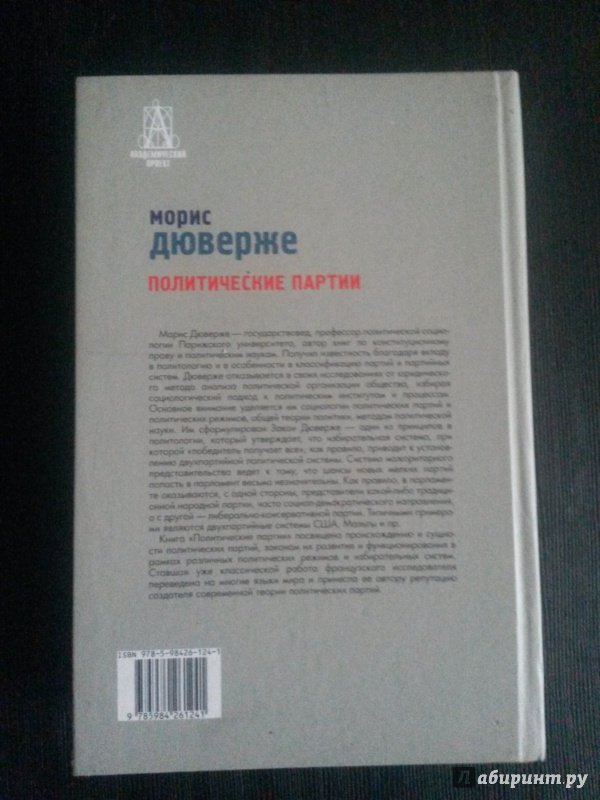 АКАДЕМИЧЕСКИЙ
ПРОЕКТ
МОРИС
ДЮВЕРЖЕ
ПОЛИТИЧЕСКИЕ ПАРТИИ
Морис Дюверже — государствовед, профессор политической социо-
логии Парижского университета, автор книг по конституционному
праву и политическим наукам. Получил известность благодаря вкладу
в политологию и в особенности в классификацию партий и партийных
систем. Дюверже отказывается в своих исследованиях от юридическо-
го метода анализа политической организации общества, избирая
социологический подход к политическим институтам и процессам.
Основное внимание уделяется им социологии политических партий и
политических режимов, общей теории политики, методам политической
науки. Им сформулирован Закон Дюверже — один из принципов в
политологии, который утверждает, что избирательная система, при
которой «победитель получает все», как правило, приводит к устано-
влению двухпартийной политической системы. Система мажоритарного
представительства ведет к тому, что шансы новых мелких партий
попасть в парламент весьма незначительны. Как правило, в парламен-
те оказываются, с одной стороны, представители какой-либо традици-
онной народной партии, часто социал-демократического направления,
а с другой — либерально-консервативной партии. Типичными примера-
ми являются двухпартийные системы США, Мальты и пр.
Книга «Политические партии» посвящена происхождению и сущно-
сти политических партий, законам их развития и функционирования в
рамках различных политических режимов и избирательных систем.
Ставшая уже классической работа французского исследователя
переведена на многие языки мира и принесла ее автору репутацию
создателя современной теории политических партий.
ISBN 978-5-98426-124-1
9 785984 261241
лабиринт.ру